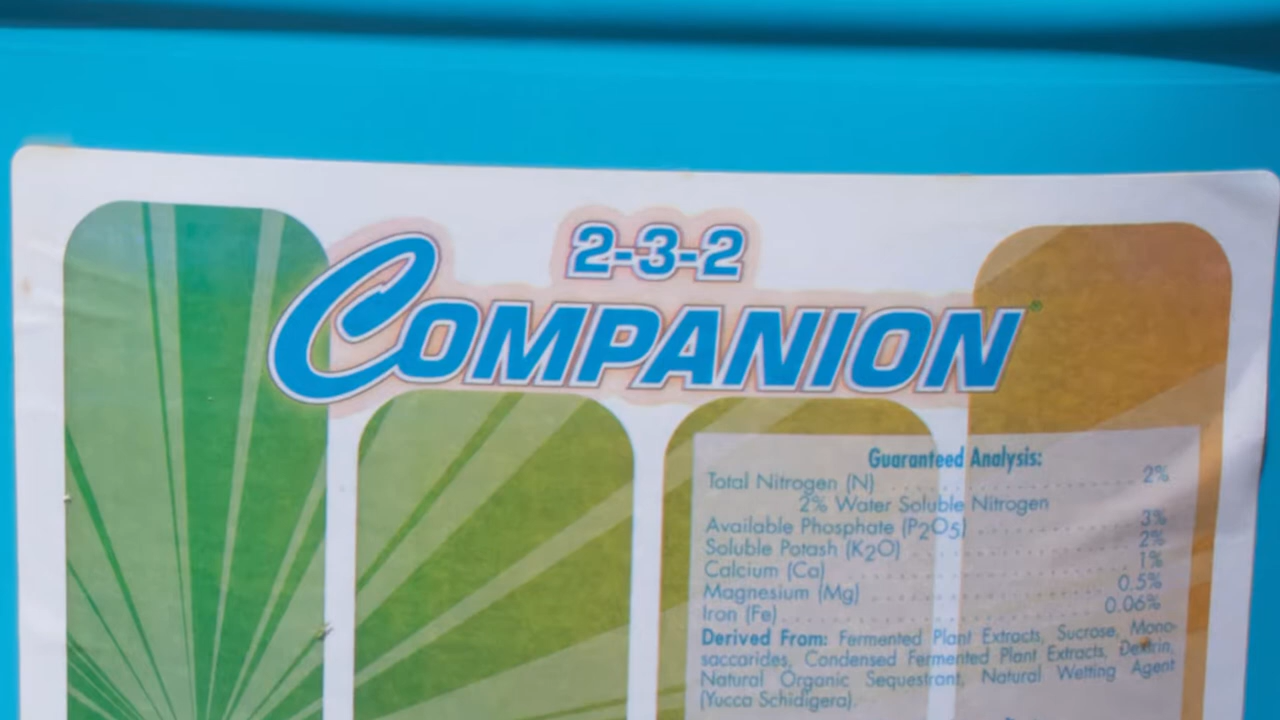 2-3-2
COMPANION®
Guaranteed Analysis:
Total Nitrogen (N) . . . . . . . . . . . . . . . . . . . . 2%
2% Water Soluble Nitrogen
Available Phosphate (P2O5) . . . . . . . . . . . . . 3%
Soluble Potash (K2O) . . . . . . . . . . . . . . . . . 2%
Calcium (Ca) . . . . . . . . . . . . . . . . . . . . . . 1%
Magnesium (Mg) . . . . . . . . . . . . . . . . . . . 0.5%
Iron (Fe) . . . . . . . . . . . . . . . . . . . . . . . . 0.06%
Derived From: Fermented Plant Extracts, Sucrose, Mono-
saccarides, Condensed Fermented Plant Extracts, Dextrin,
Natural Organic Sequestrant, Natural Wetting Agent
(Yucca Schidigera).